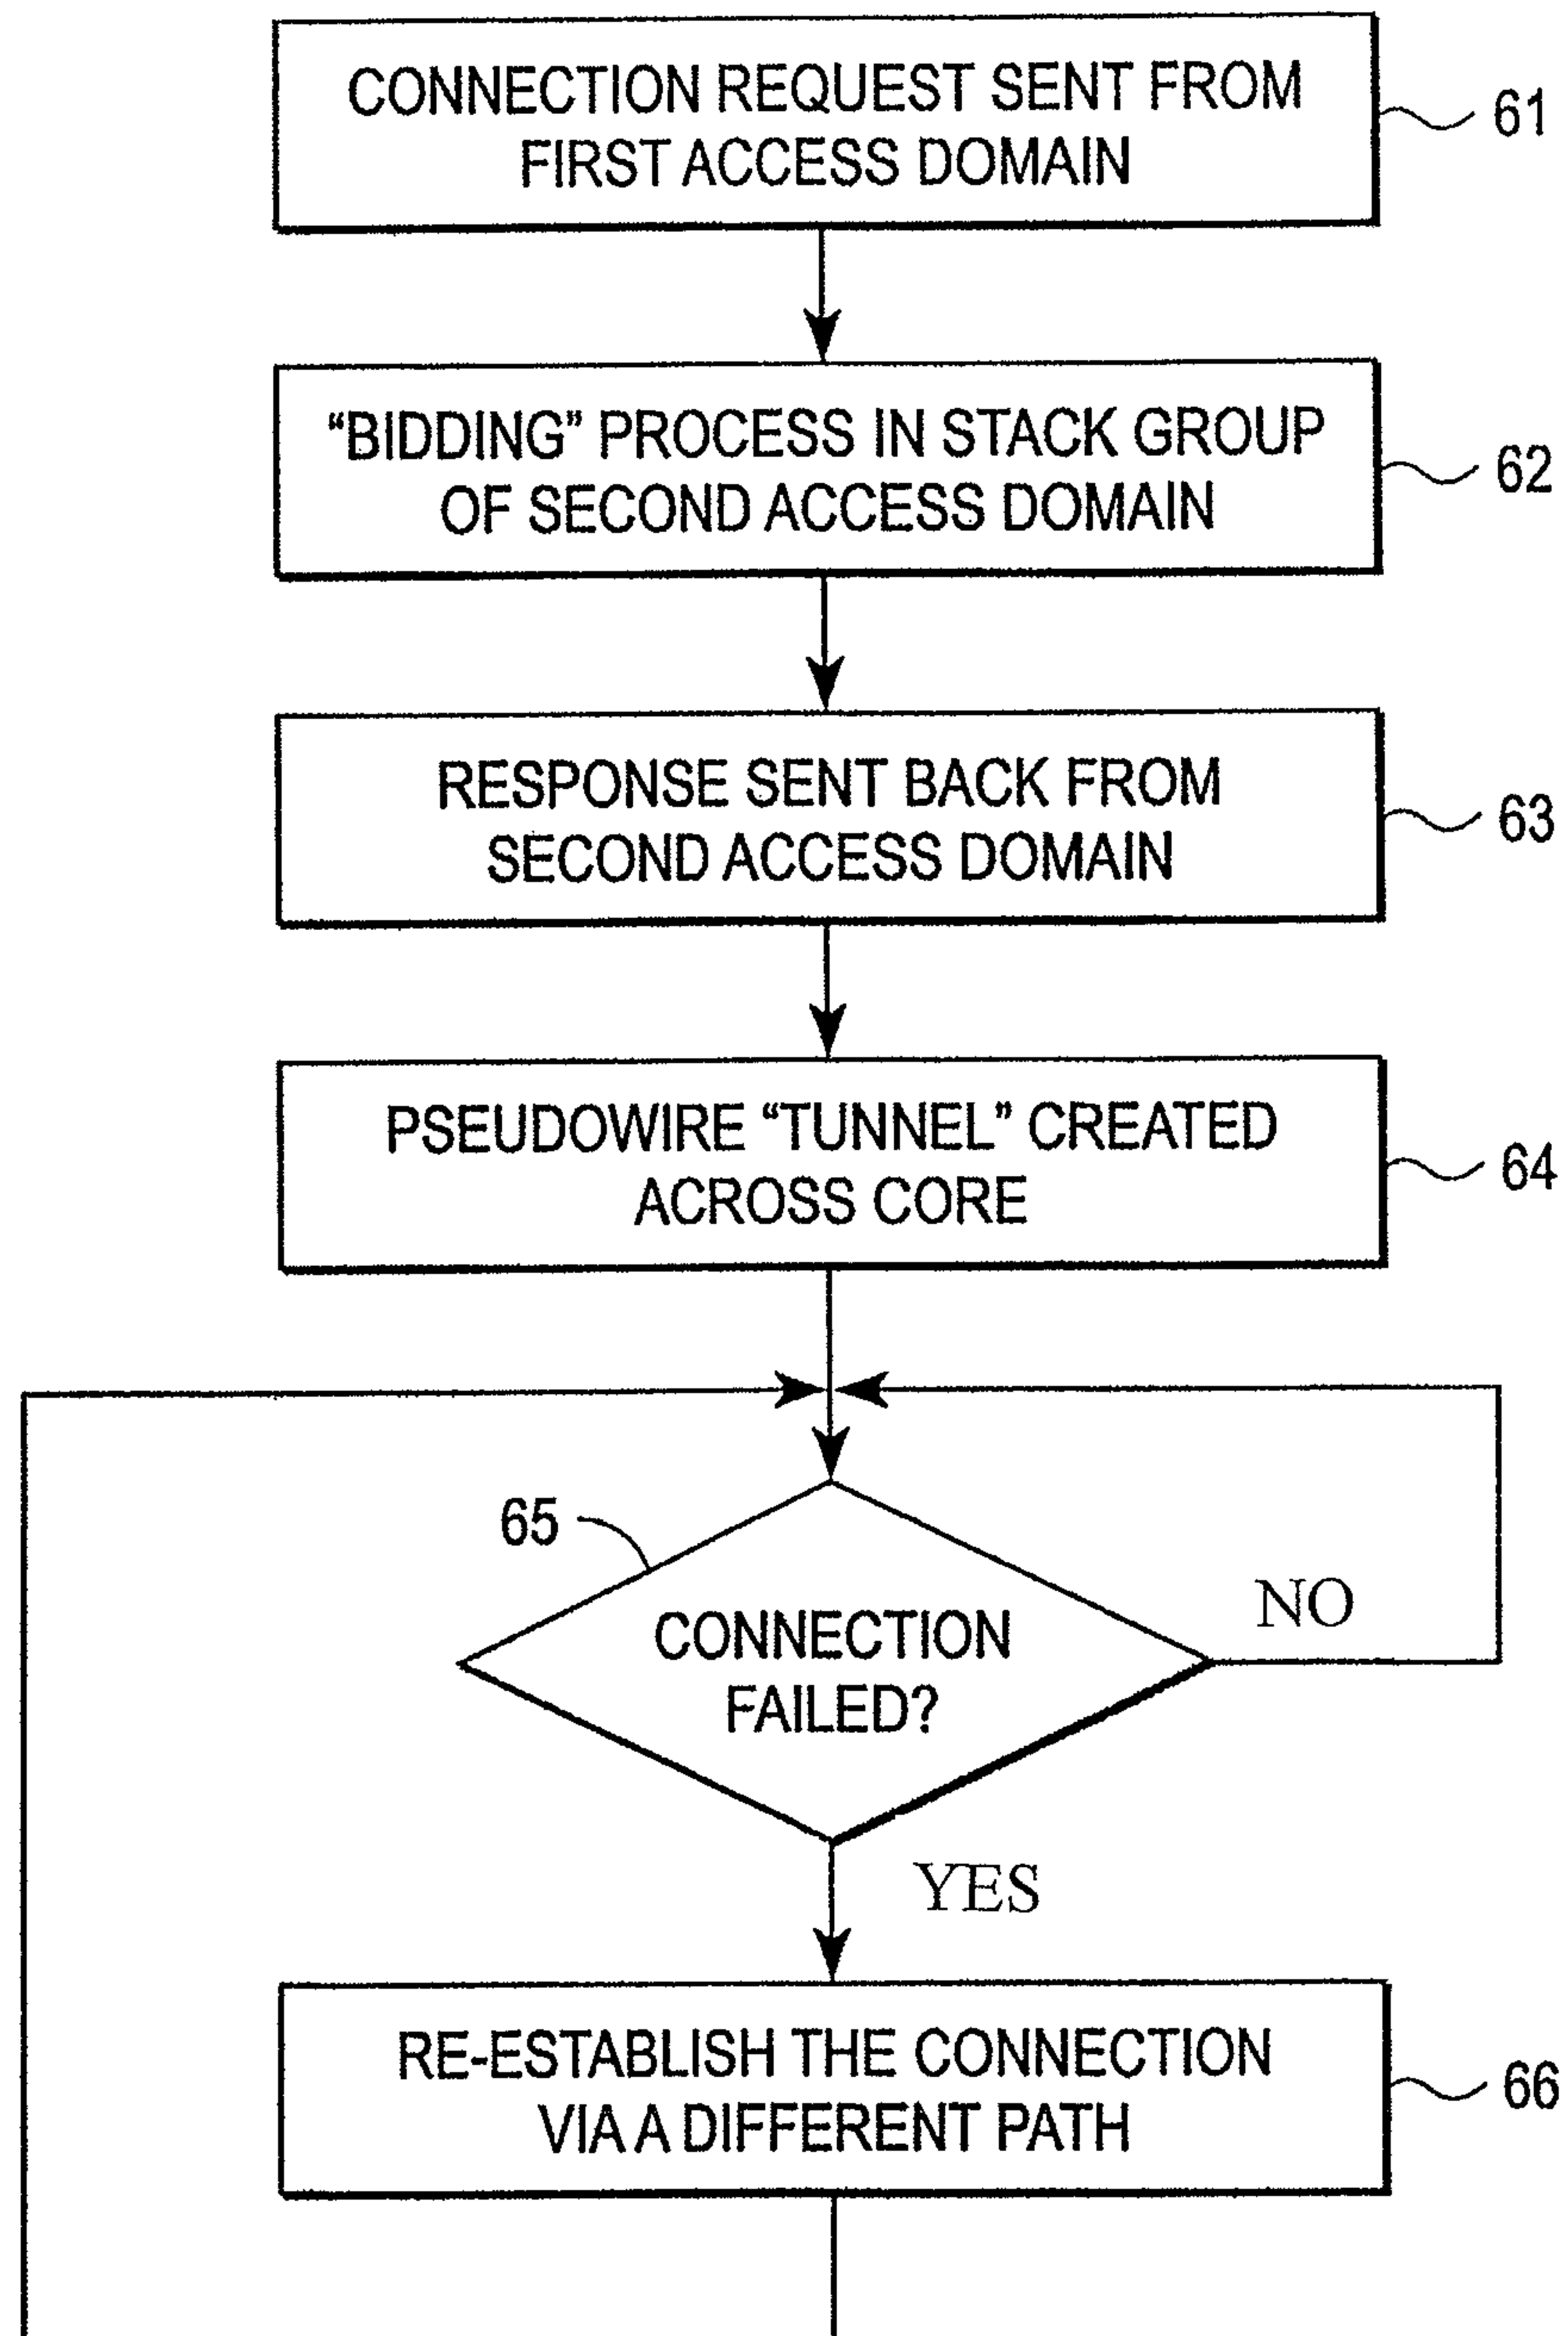 CONNECTION REQUEST SENT FROM
FIRST ACCESS DOMAIN
61
“BIDDING” PROCESS IN STACK GROUP
OF SECOND ACCESS DOMAIN
62
RESPONSE SENT BACK FROM
SECOND ACCESS DOMAIN
63
PSEUDOWIRE “TUNNEL” CREATED
ACROSS CORE
64
65
CONNECTION
FAILED?
NO
YES
RE-ESTABLISH THE CONNECTION
VIA A DIFFERENT PATH
66